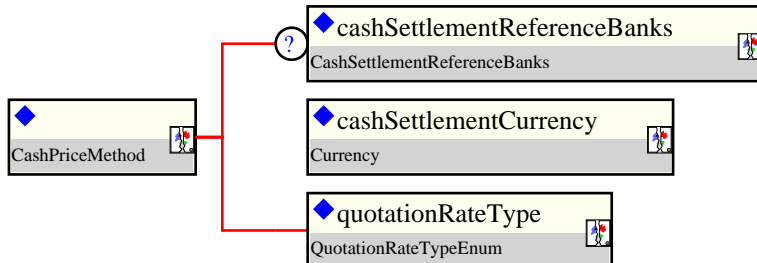 ?
cashSettlementReferenceBanks
CashSettlementReferenceBanks
CashPriceMethod
cashSettlementCurrency
Currency
quotationRateType
QuotationRateTypeEnum